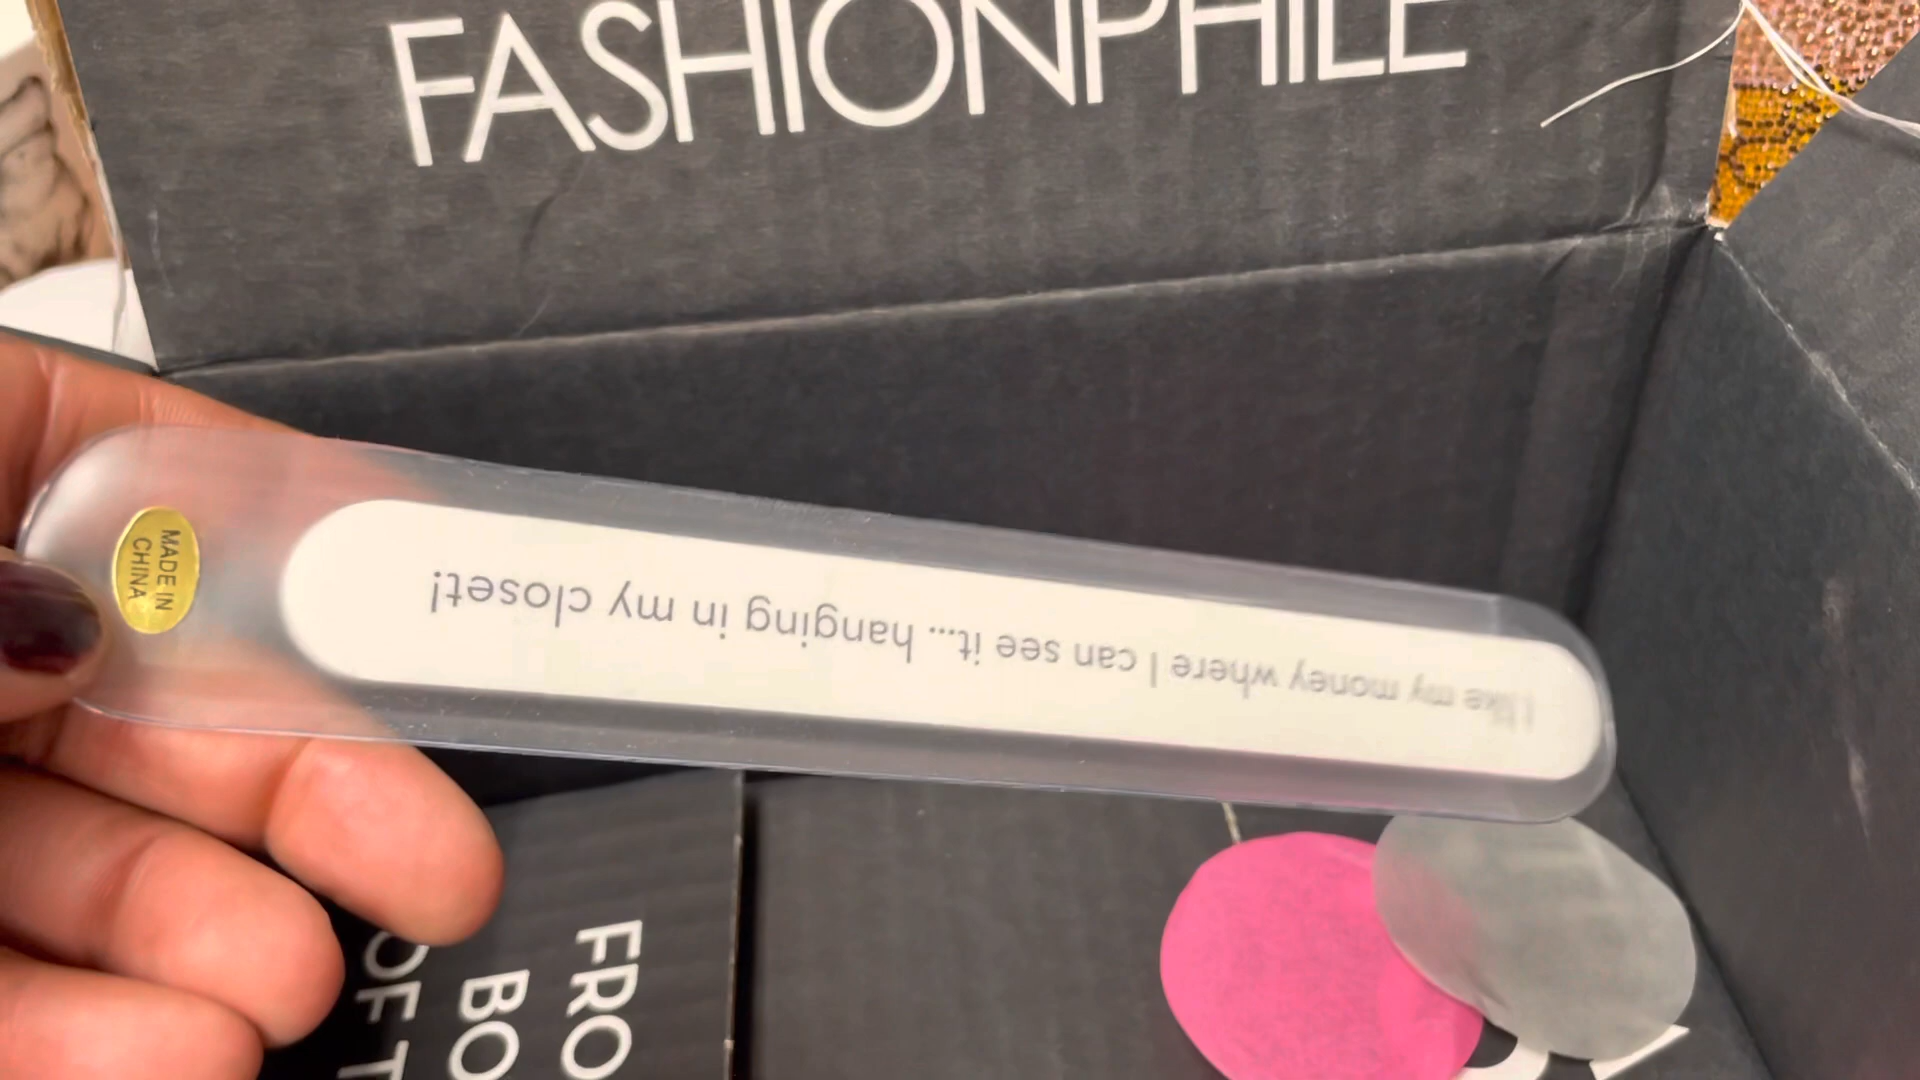 FASHIONPHILE
MADE IN
CHINA
I like my money where I can see it.... hanging in my closet!
FRO
BO
OF T